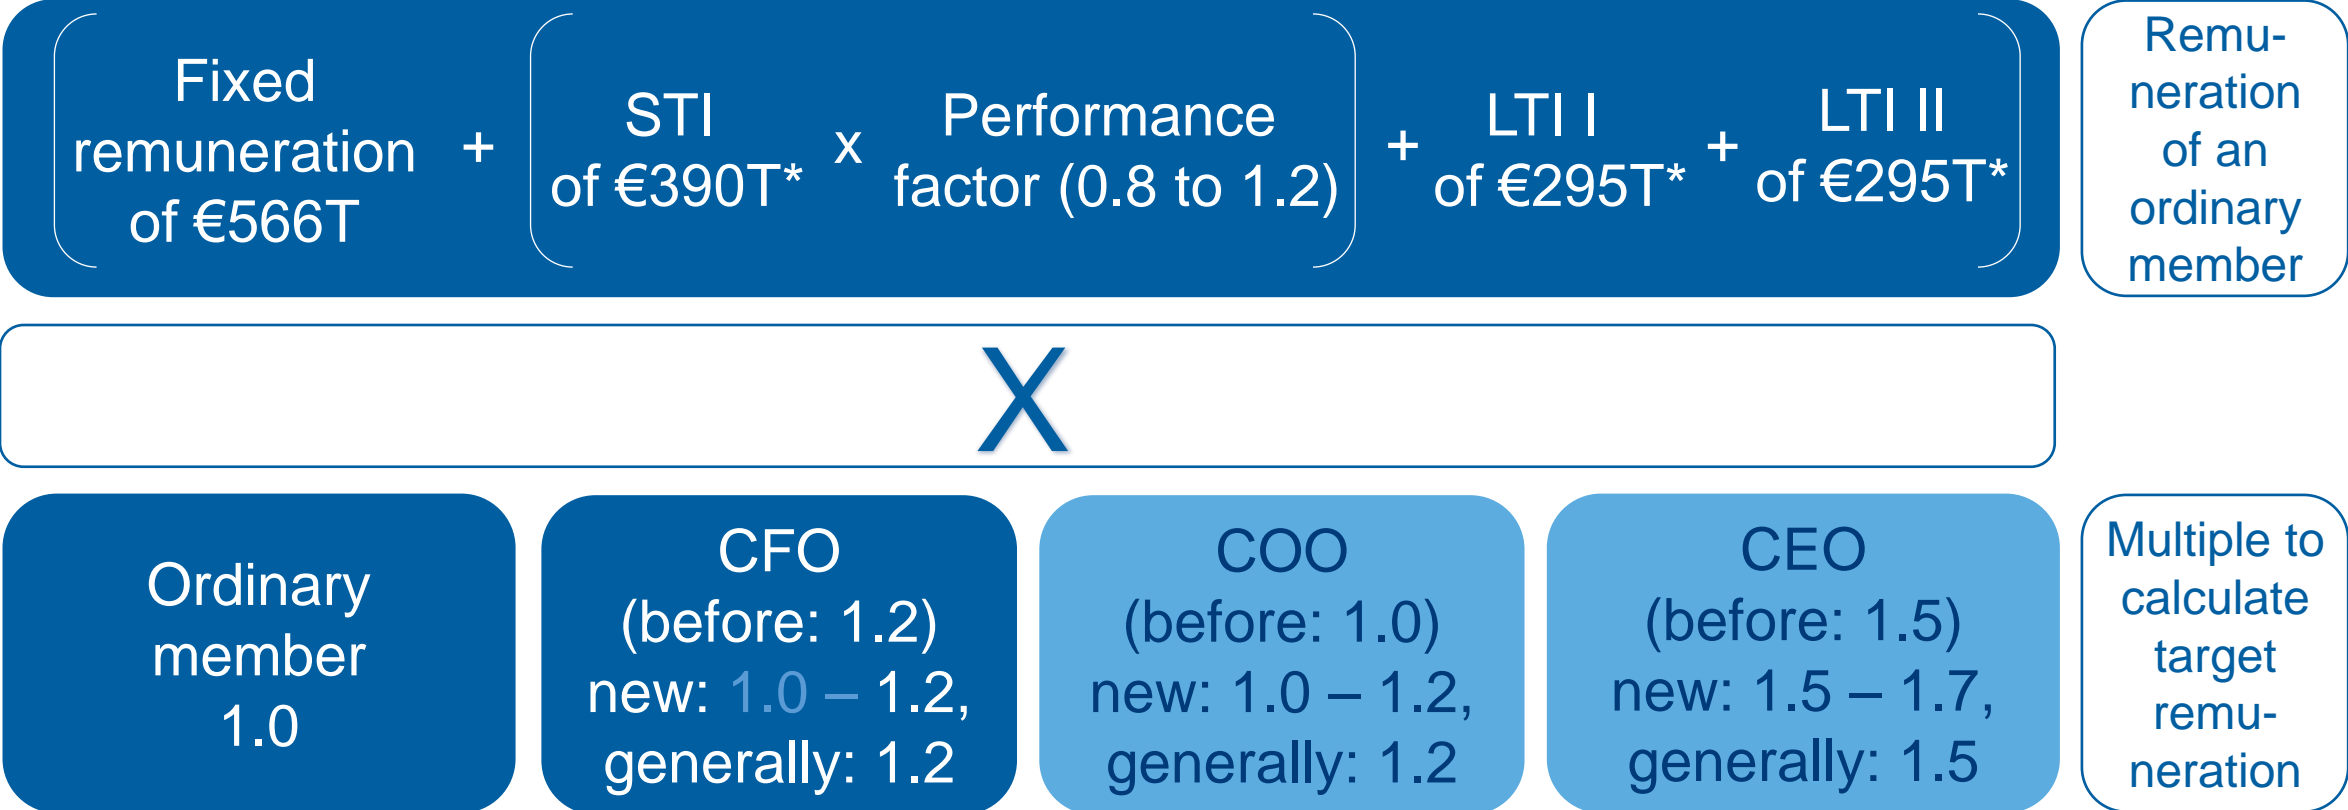 Fixed
remuneration
of €566T
+
STI
of €390T*
x
Performance
factor (0.8 to 1.2)
+
LTI I
of €295T*
+
LTI II
of €295T*
Remu-
neration
of an
ordinary
member
X
Ordinary
member
1.0
CFO
(before: 1.2)
new: 1.0 – 1.2,
generally: 1.2
COO
(before: 1.0)
new: 1.0 – 1.2,
generally: 1.2
CEO
(before: 1.5)
new: 1.5 – 1.7,
generally: 1.5
Multiple to
calculate
target
remu-
neration